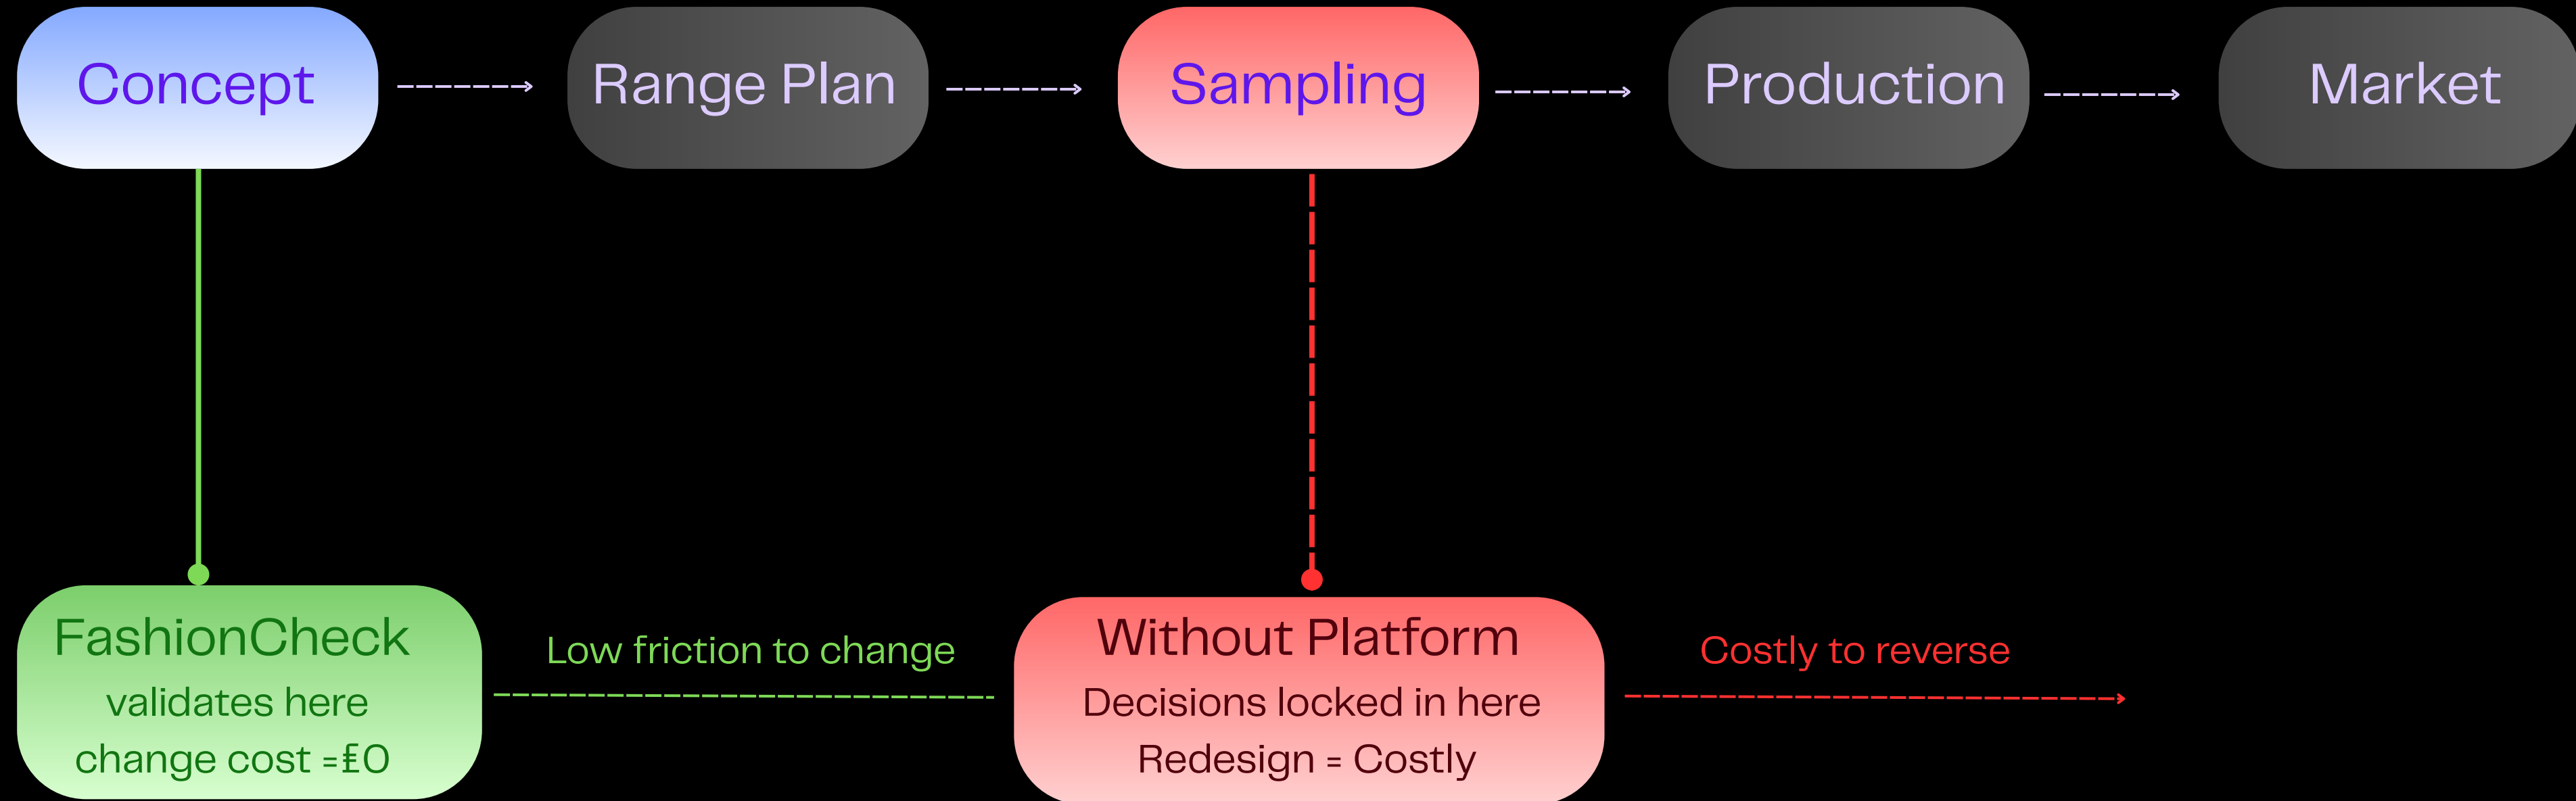 Concept
Range Plan
Sampling
Production
Market
FashionCheck
validates here
change cost =£0
Low friction to change
Without Platform
Decisions locked in here
Redesign = Costly
Costly to reverse